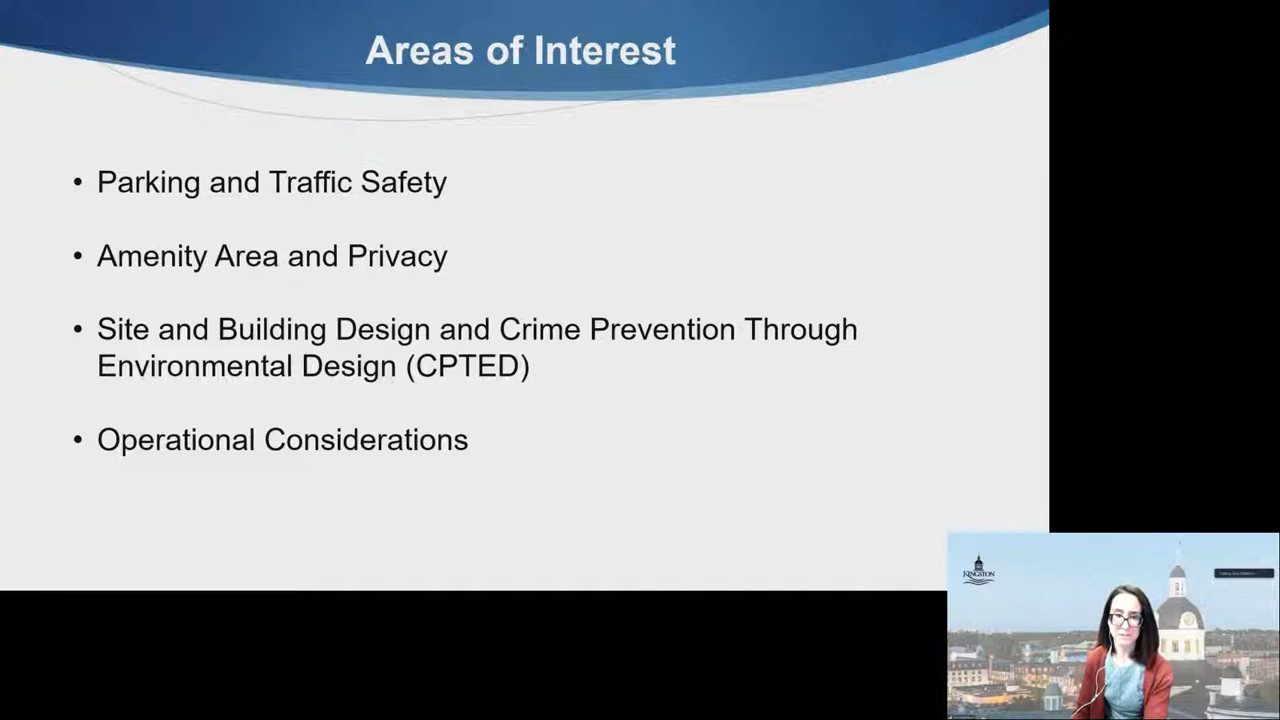 Areas of Interest
• Parking and Traffic Safety
• Amenity Area and Privacy
• Site and Building Design and Crime Prevention Through
Environmental Design (CPTED)
• Operational Considerations
KINGSTON